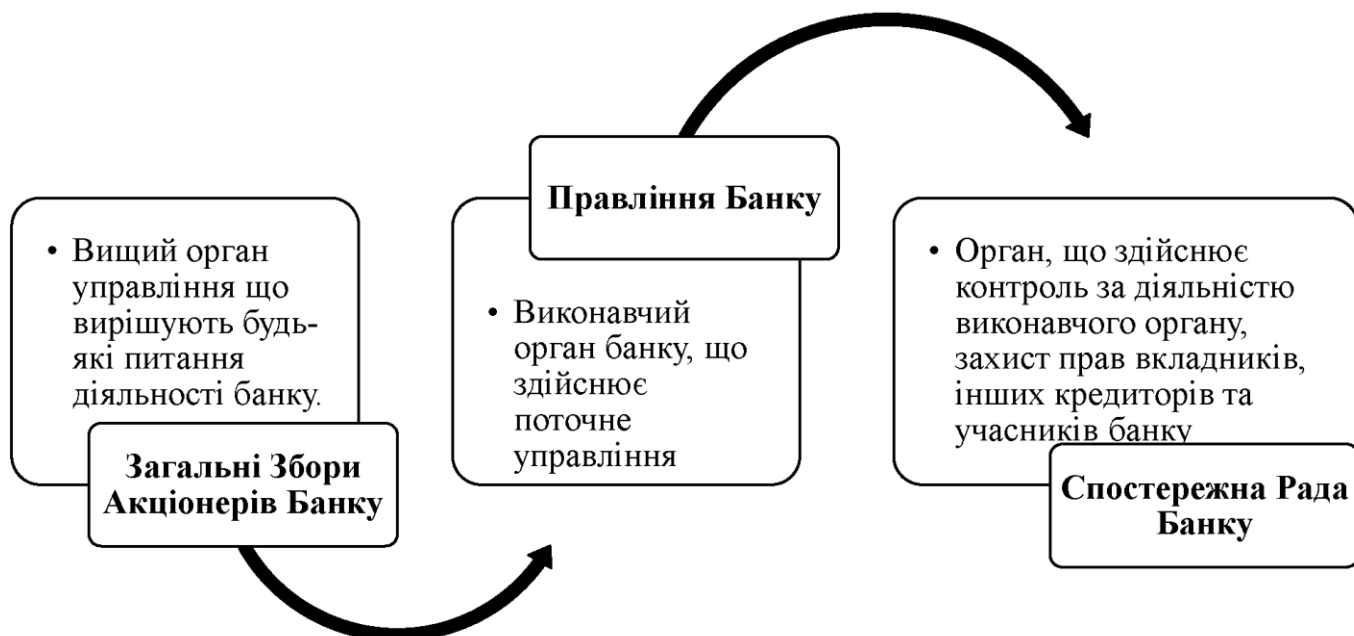 • Вищий орган
управління що
вирішують будь-
які питання
діяльності банку.
Загальні Збори
Акціонерів Банку
Правління Банку
• Виконавчий
орган банку, що
здійснює
поточне
управління
• Орган, що здійснює
контроль за діяльністю
виконавчого органу,
захист прав вкладників,
інших кредиторів та
учасників банку
Спостережна Рада
Банку